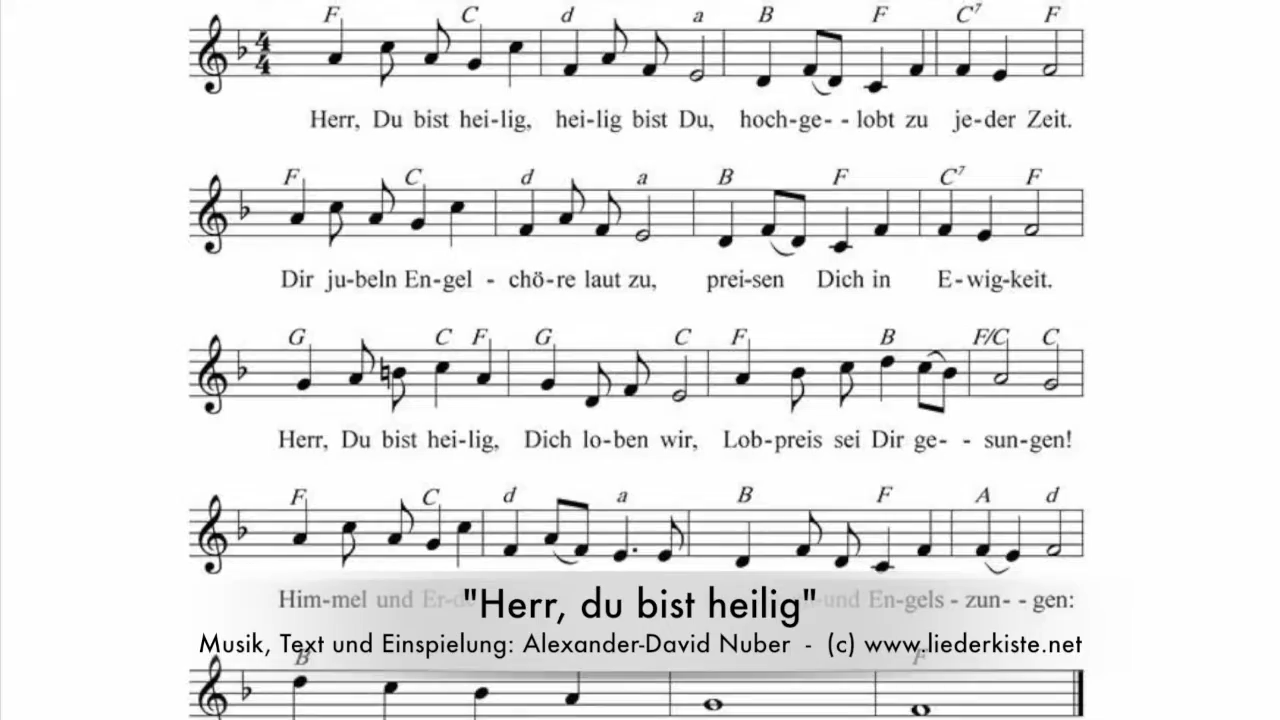 F C d a B F C7 F
4/4
Herr, Du bist hei-lig, hei-lig bist Du, hoch-ge- - lobt zu je-der Zeit.
F C d a B F C7 F
Dir ju-beln En-gel - chö-re laut zu, prei-sen Dich in E-wig-keit.
G C F G C F B F/C C
Herr, Du bist hei-lig, Dich lo-ben wir, Lob-preis sei Dir ge- - sun-gen!
F C d a B F A d
Him-mel und Er-d und En-gels - zun- - gen:
"Herr, du bist heilig"
Musik, Text und Einspielung: Alexander-David Nuber - (c) www.liederkiste.net
B F